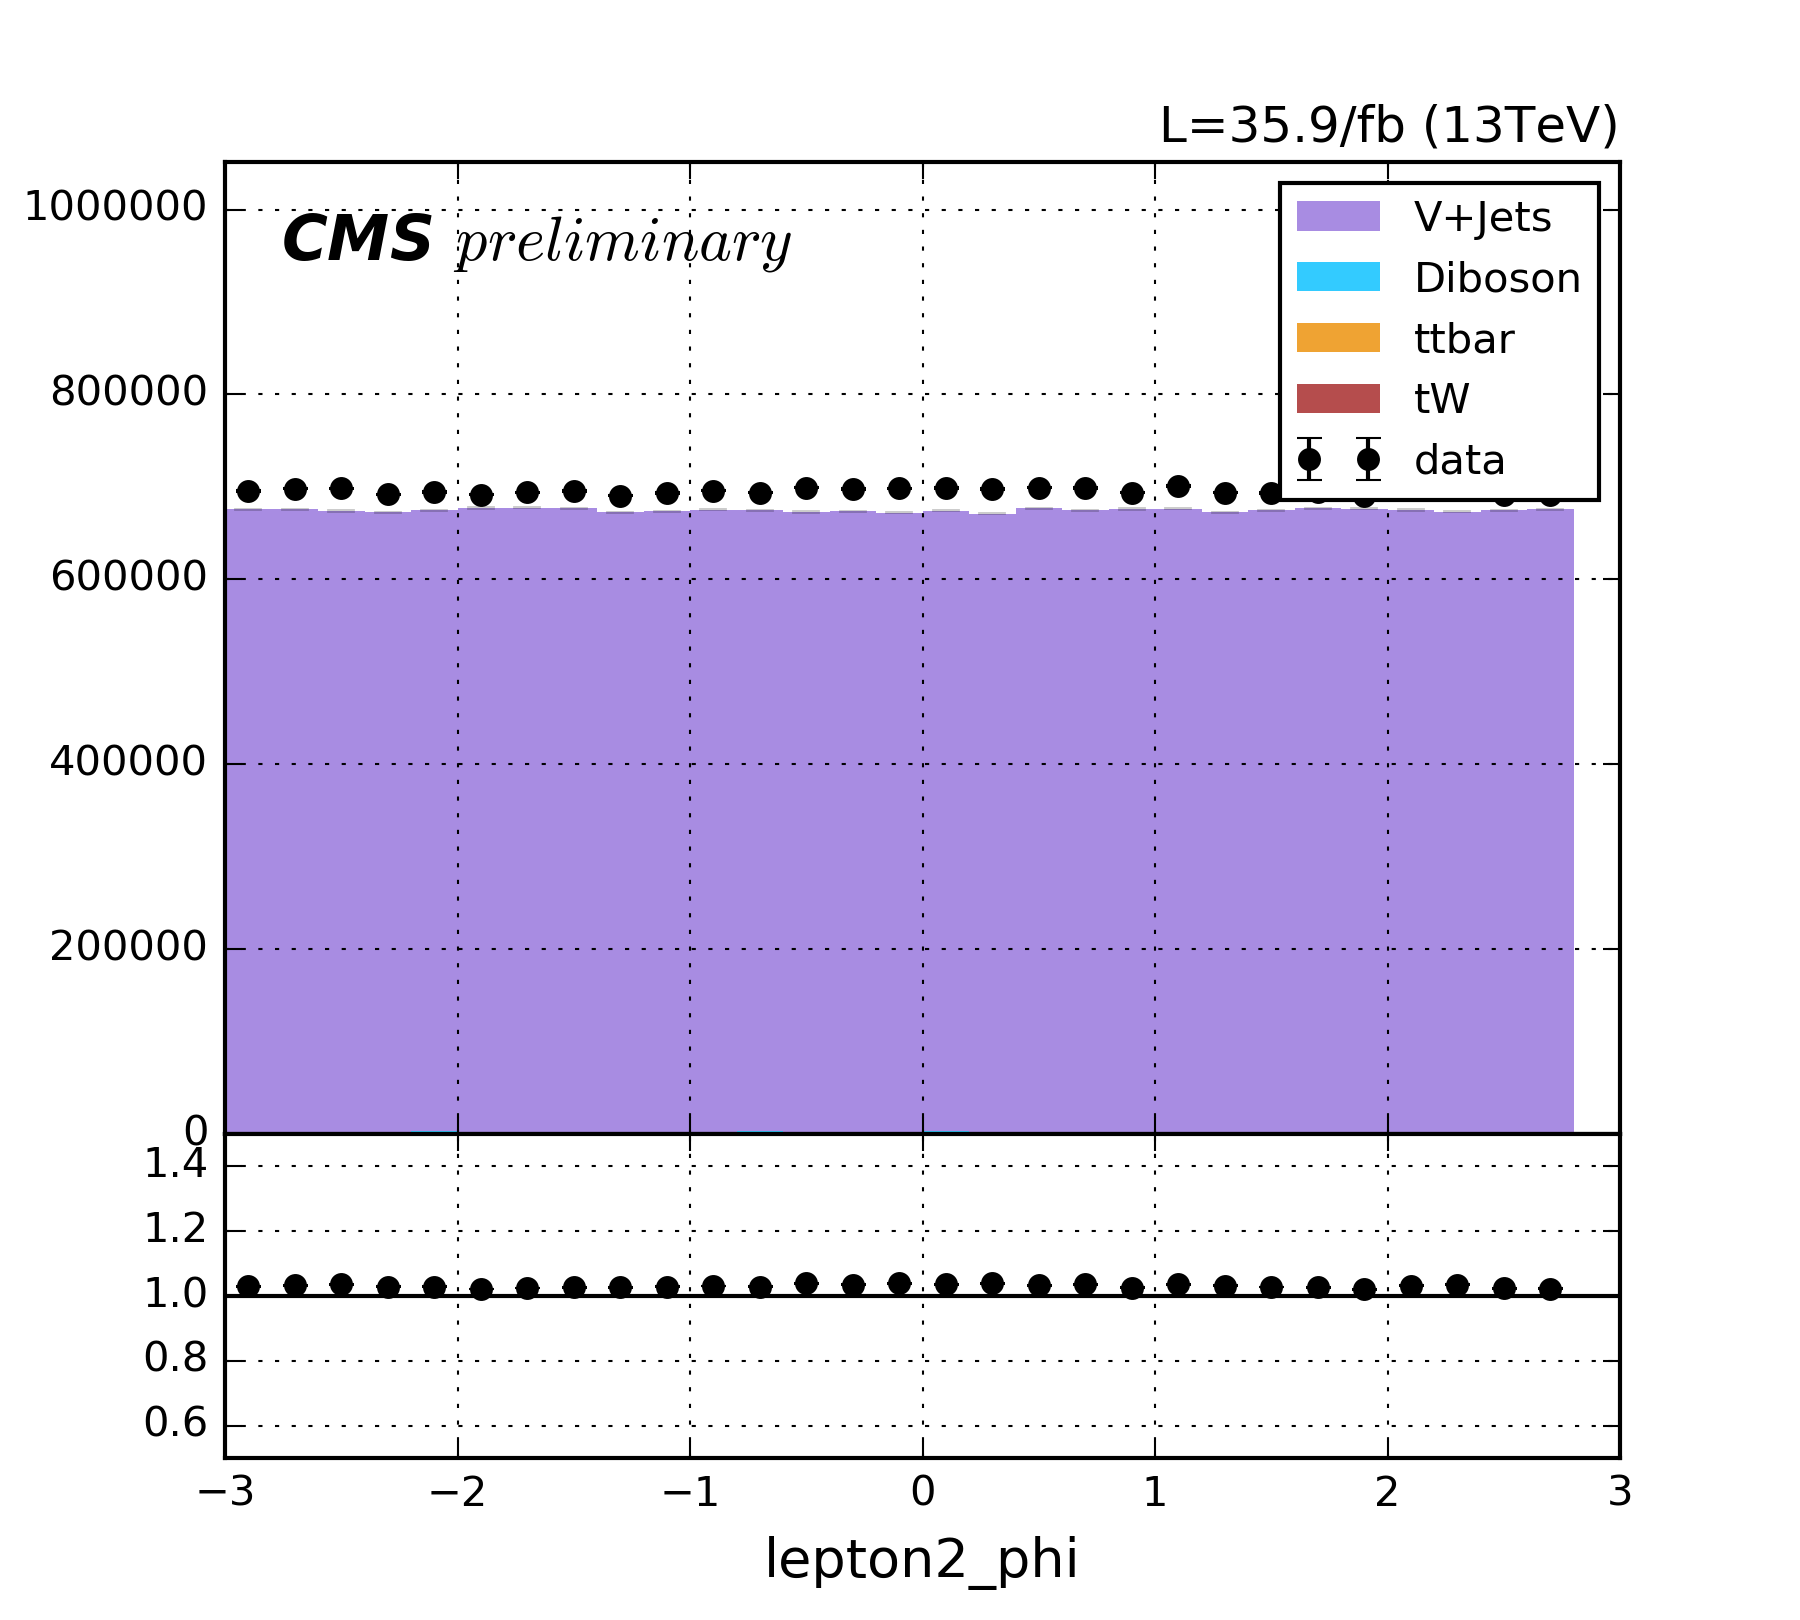 L=35.9/fb (13TeV)
CMS preliminary
V+Jets
Diboson
ttbar
tW
data
1000000
800000
600000
400000
200000
0
1.4
1.2
1.0
0.8
0.6
−3 −2 −1 0 1 2 3
lepton2_phi